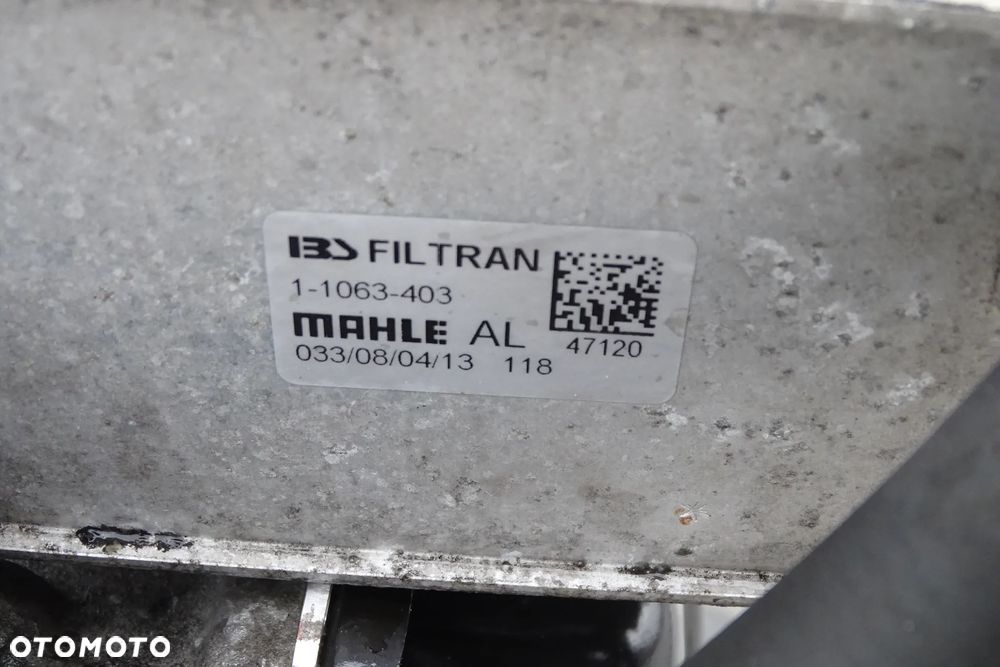 IBS FILTRAN
1-1063-403
MAHLE AL
47120
033/08/04/13 118
OTOMOTO